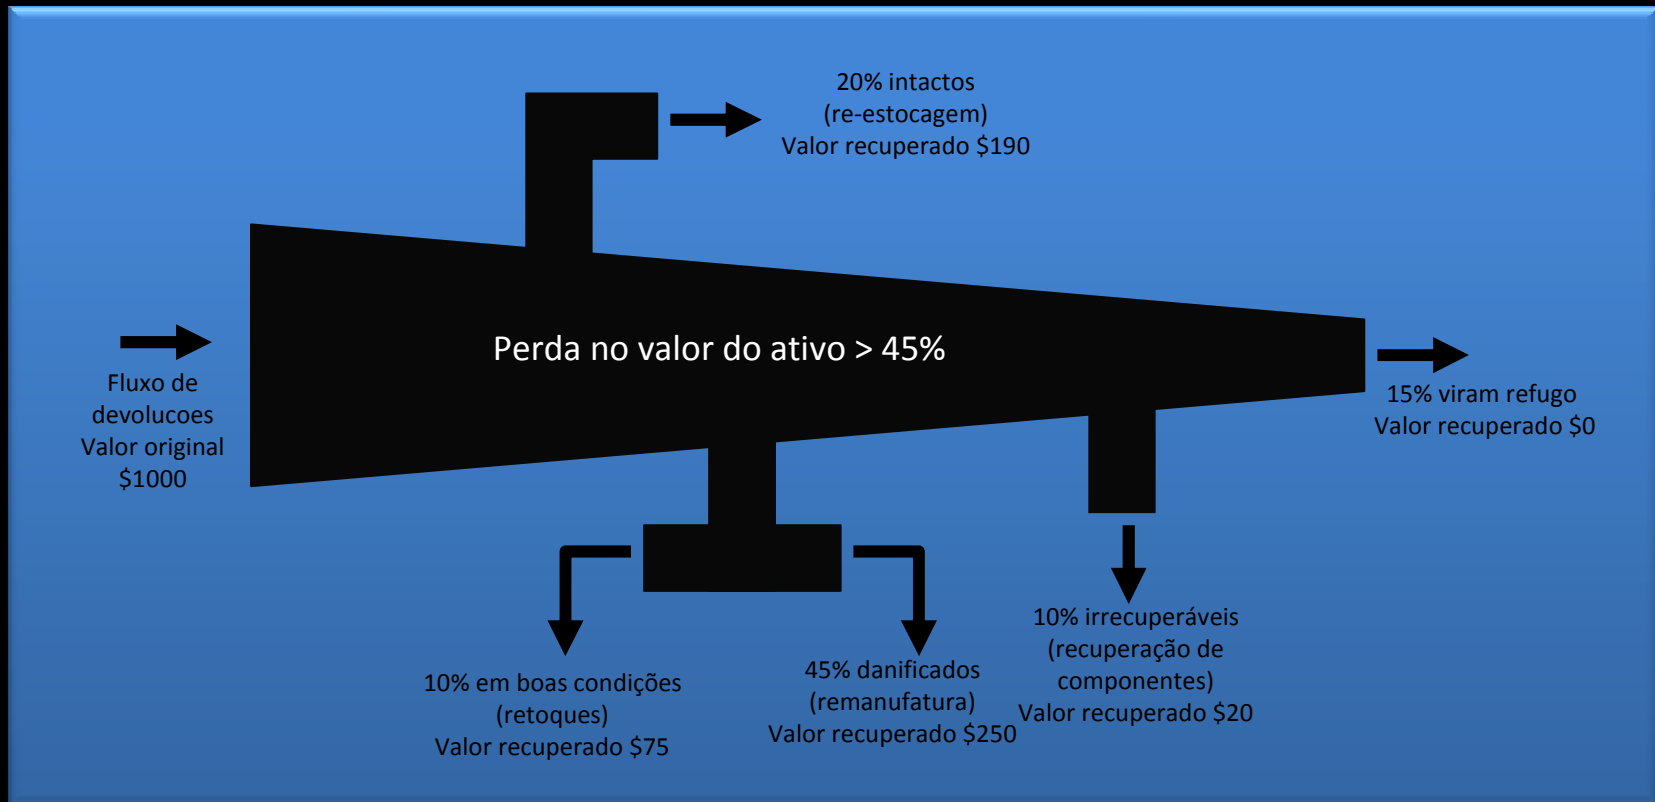 20% intactos
(re-estocagem)
Valor recuperado $190
Perda no valor do ativo > 45%
Fluxo de
devolucoes
Valor original
$1000
15% viram refugo
Valor recuperado $0
10% em boas condições
(retoques)
Valor recuperado $75
45% danificados
(remanufatura)
Valor recuperado $250
10% irrecuperáveis
(recuperação de
componentes)
Valor recuperado $20